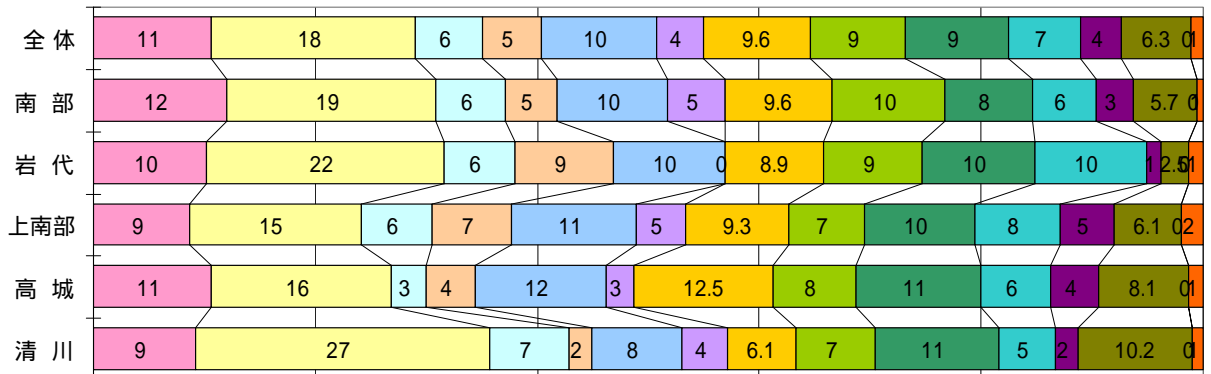 全体 11 18 6 5 10 4 9.6 9 9 7 4 6.3 0 1
南部 12 19 6 5 10 5 9.6 10 8 6 3 5.7 0 1
岩代 10 22 6 9 10 0 8.9 9 10 10 1 2.5 0 1
上南部 9 15 6 7 11 5 9.3 7 10 8 5 6.1 0 2
高城 11 16 3 4 12 3 12.5 8 11 6 4 8.1 0 1
清川 9 27 7 2 8 4 6.1 7 11 5 2 10.2 0 1